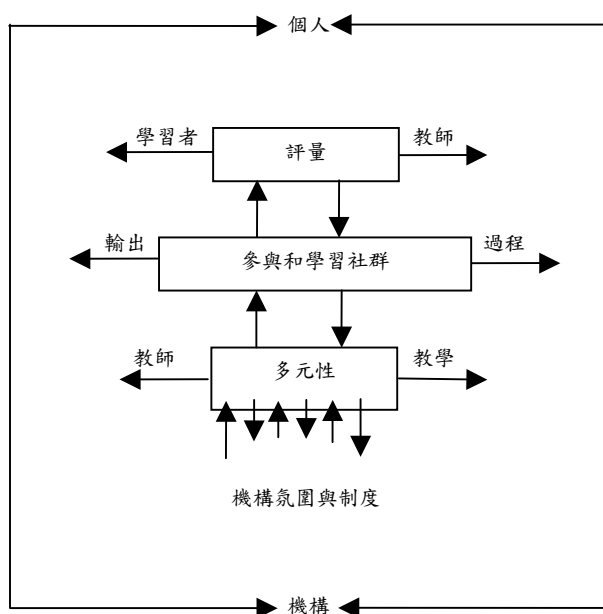 個人
學習者
評量
教師
輸出
參與和學習社群
過程
教師
多元性
教學
機構氛圍與制度
機構